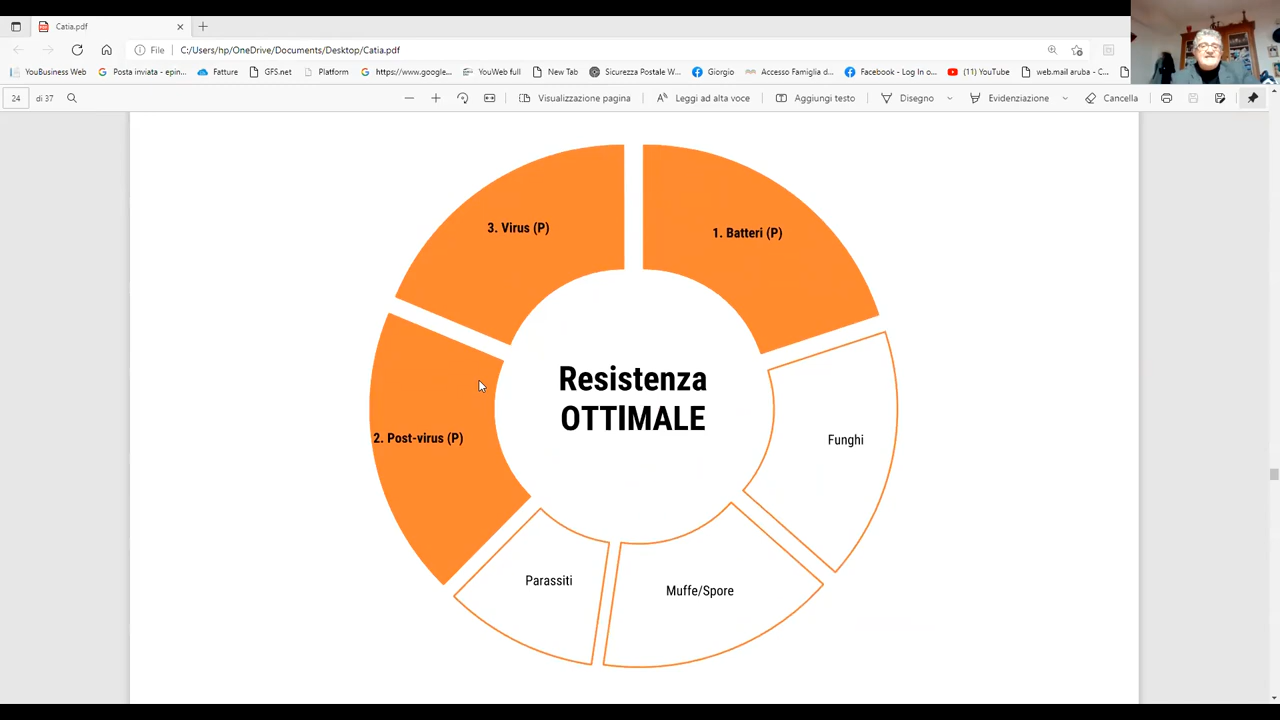 Catia.pdf
File C:/Users/hp/OneDrive/Documents/Desktop/Catia.pdf
YouBusiness Web Posta inviata - epin... Fatture GFS.net Platform https://www.google... YouWeb full New Tab Sicurezza Postale W... Giorgio Accesso Famiglia d... Facebook - Log In o... (11) YouTube web.mail aruba - C...
24 di 37 Visualizzazione pagina Leggi ad alta voce Aggiungi testo Disegno Evidenziazione Cancella
3. Virus (P)
1. Batteri (P)
Resistenza
OTTIMALE
2. Post-virus (P)
Funghi
Parassiti
Muffe/Spore